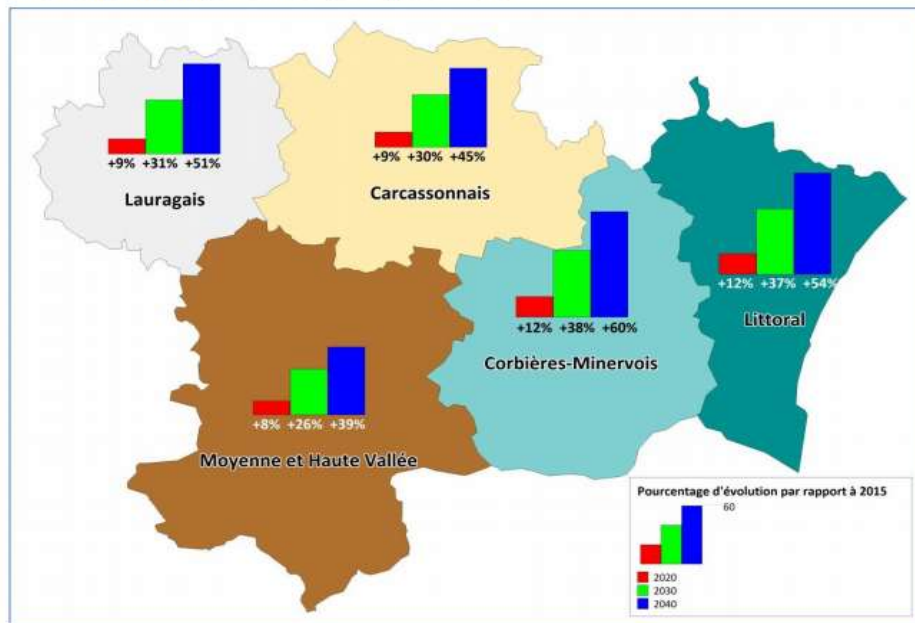 +9% +31% +51%
Lauragais
+9% +30% +45%
Carcassonnais
+12% +37% +54%
Littoral
+12% +38% +60%
Corbières-Minervois
+8% +26% +39%
Moyenne et Haute Vallée
Pourcentage d'évolution par rapport à 2015
60
2020
2030
2040